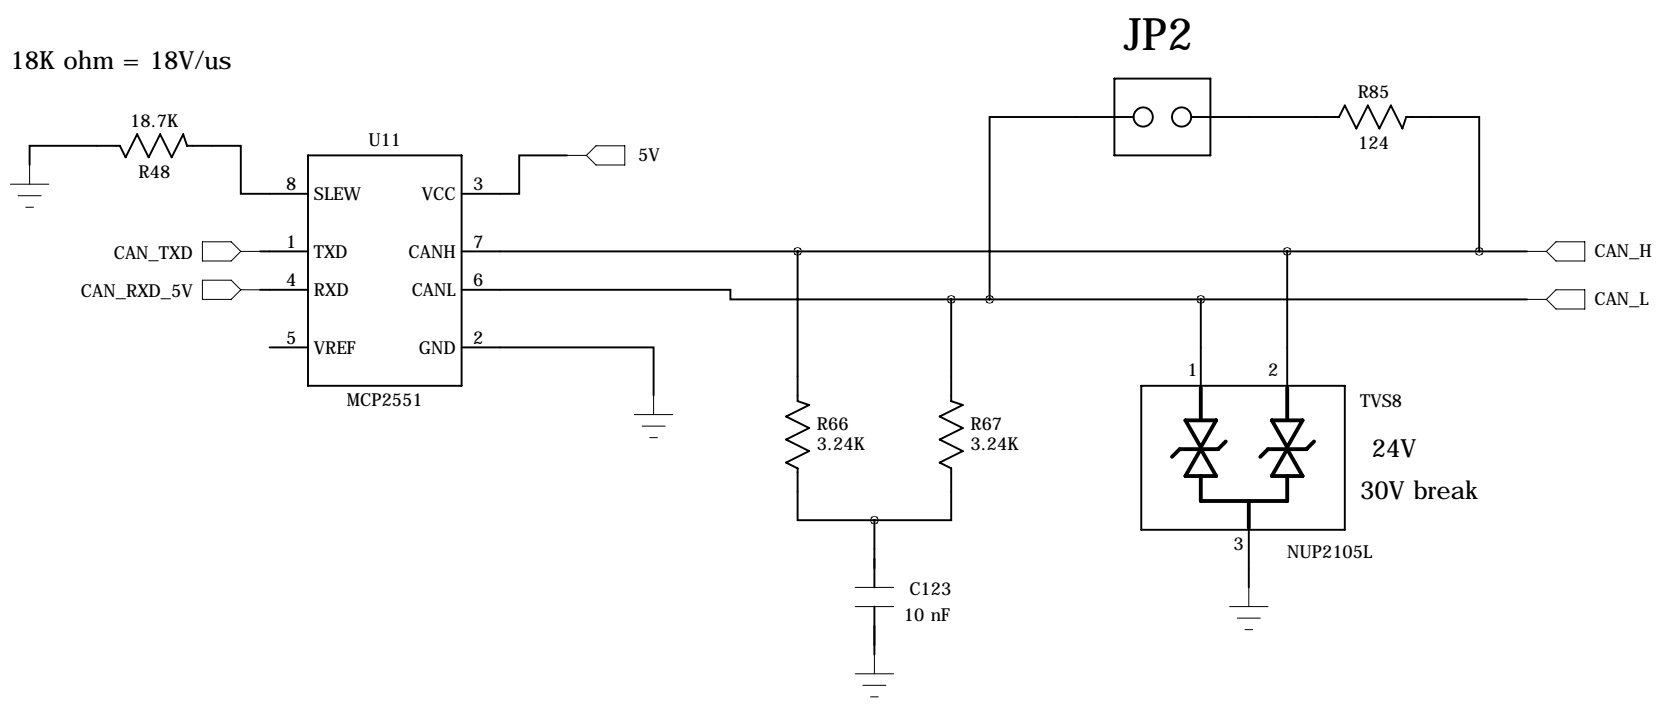 JP2
18K ohm = 18V/us
R85
124
18.7K
R48
U11
5V
8 SLEW VCC 3
CAN_TXD 1 TXD CANH 7 CAN_H
CAN_RXD_5V 4 RXD CANL 6 CAN_L
5 VREF GND 2
MCP2551
1 2
TVS8
R66
3.24K
R67
3.24K
24V
30V break
3
NUP2105L
C123
10 nF